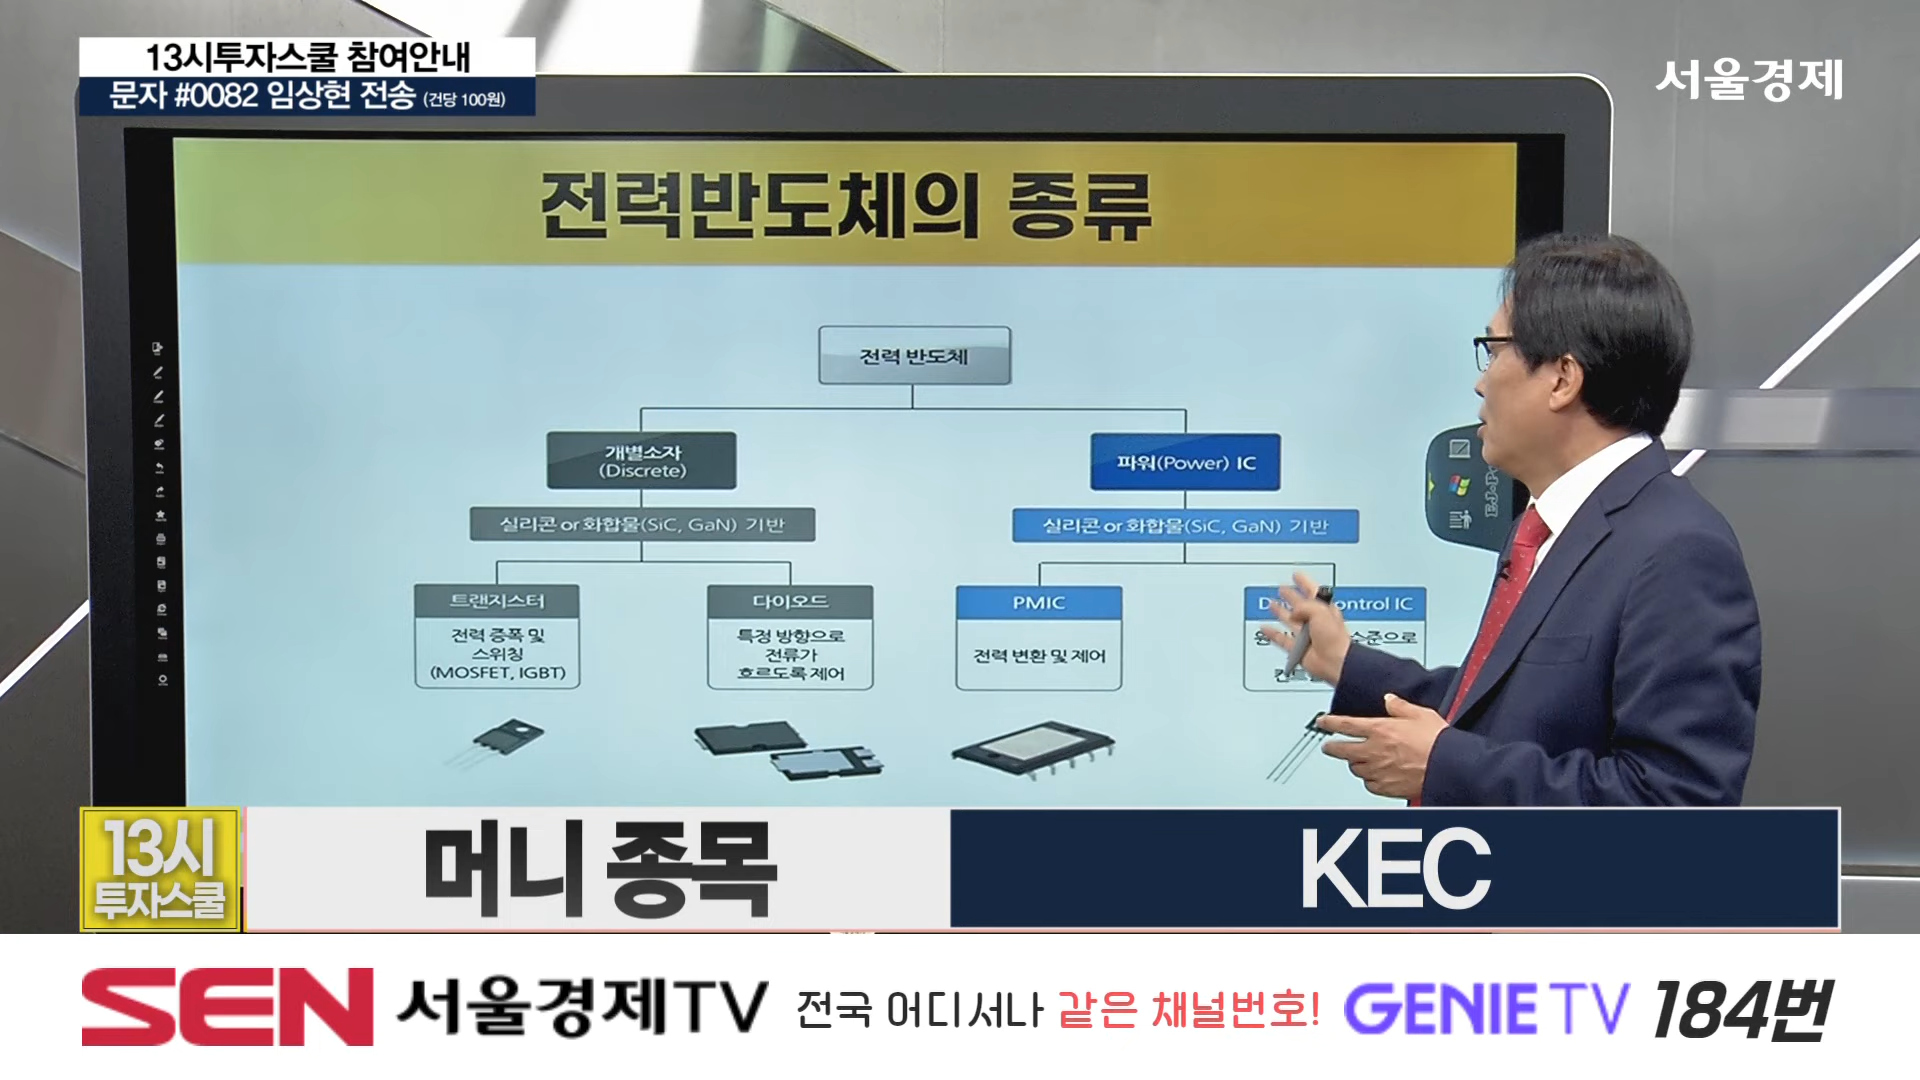 13시투자스쿨 참여안내
문자 #0082 임상현 전송 (건당 100원)
서울경제
전력반도체의 종류
전력 반도체
개별소자
(Discrete)
파워(Power) IC
실리콘 or 화합물(SiC, GaN) 기반
실리콘 or 화합물(SiC, GaN) 기반
트랜지스터
전력 증폭 및
스위칭
(MOSFET, IGBT)
다이오드
특정 방향으로
전류가
흐르도록 제어
PMIC
전력 변환 및 제어
ontrol IC
수준으로
13시
투자스쿨
머니 종목
KEC
SEN 서울경제TV 전국 어디서나 같은 채널번호! GENIE TV 184번